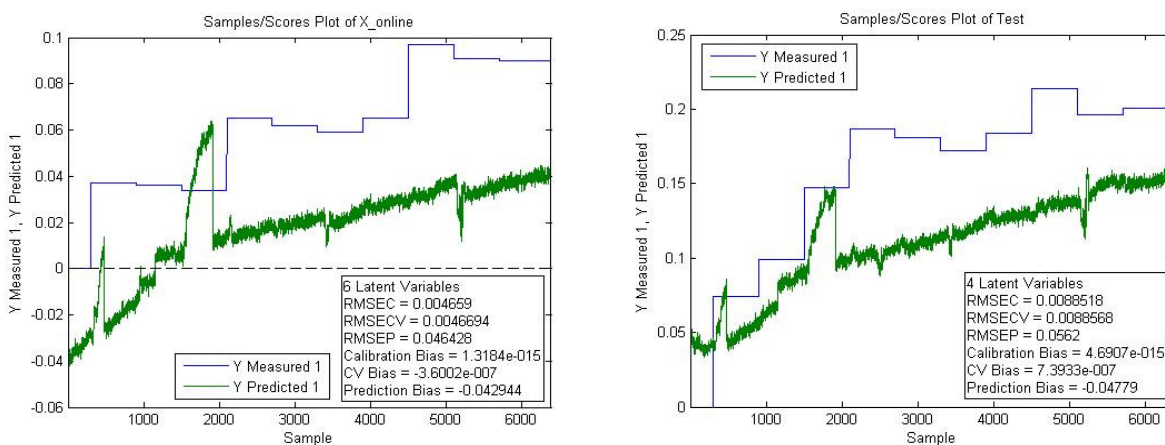 Samples/Scores Plot of X_online
0.1
0.08
0.06
0.04
0.02
0
-0.02
-0.04
-0.06
Y Measured 1, Y Predicted 1
6 Latent Variables
RMSEC = 0.004659
RMSECV = 0.0046694
RMSEP = 0.046428
Calibration Bias = 1.3184e-015
CV Bias = -3.6002e-007
Prediction Bias = -0.042944
Y Measured 1
Y Predicted 1
1000 2000 3000 4000 5000 6000
Sample
Samples/Scores Plot of Test
0.25
0.2
0.15
0.1
0.05
0
Y Measured 1, Y Predicted 1
Y Measured 1
Y Predicted 1
4 Latent Variables
RMSEC = 0.0088518
RMSECV = 0.0088568
RMSEP = 0.0562
Calibration Bias = 4.6907e-015
CV Bias = 7.3933e-007
Prediction Bias = -0.04779
1000 2000 3000 4000 5000 6000
Sample